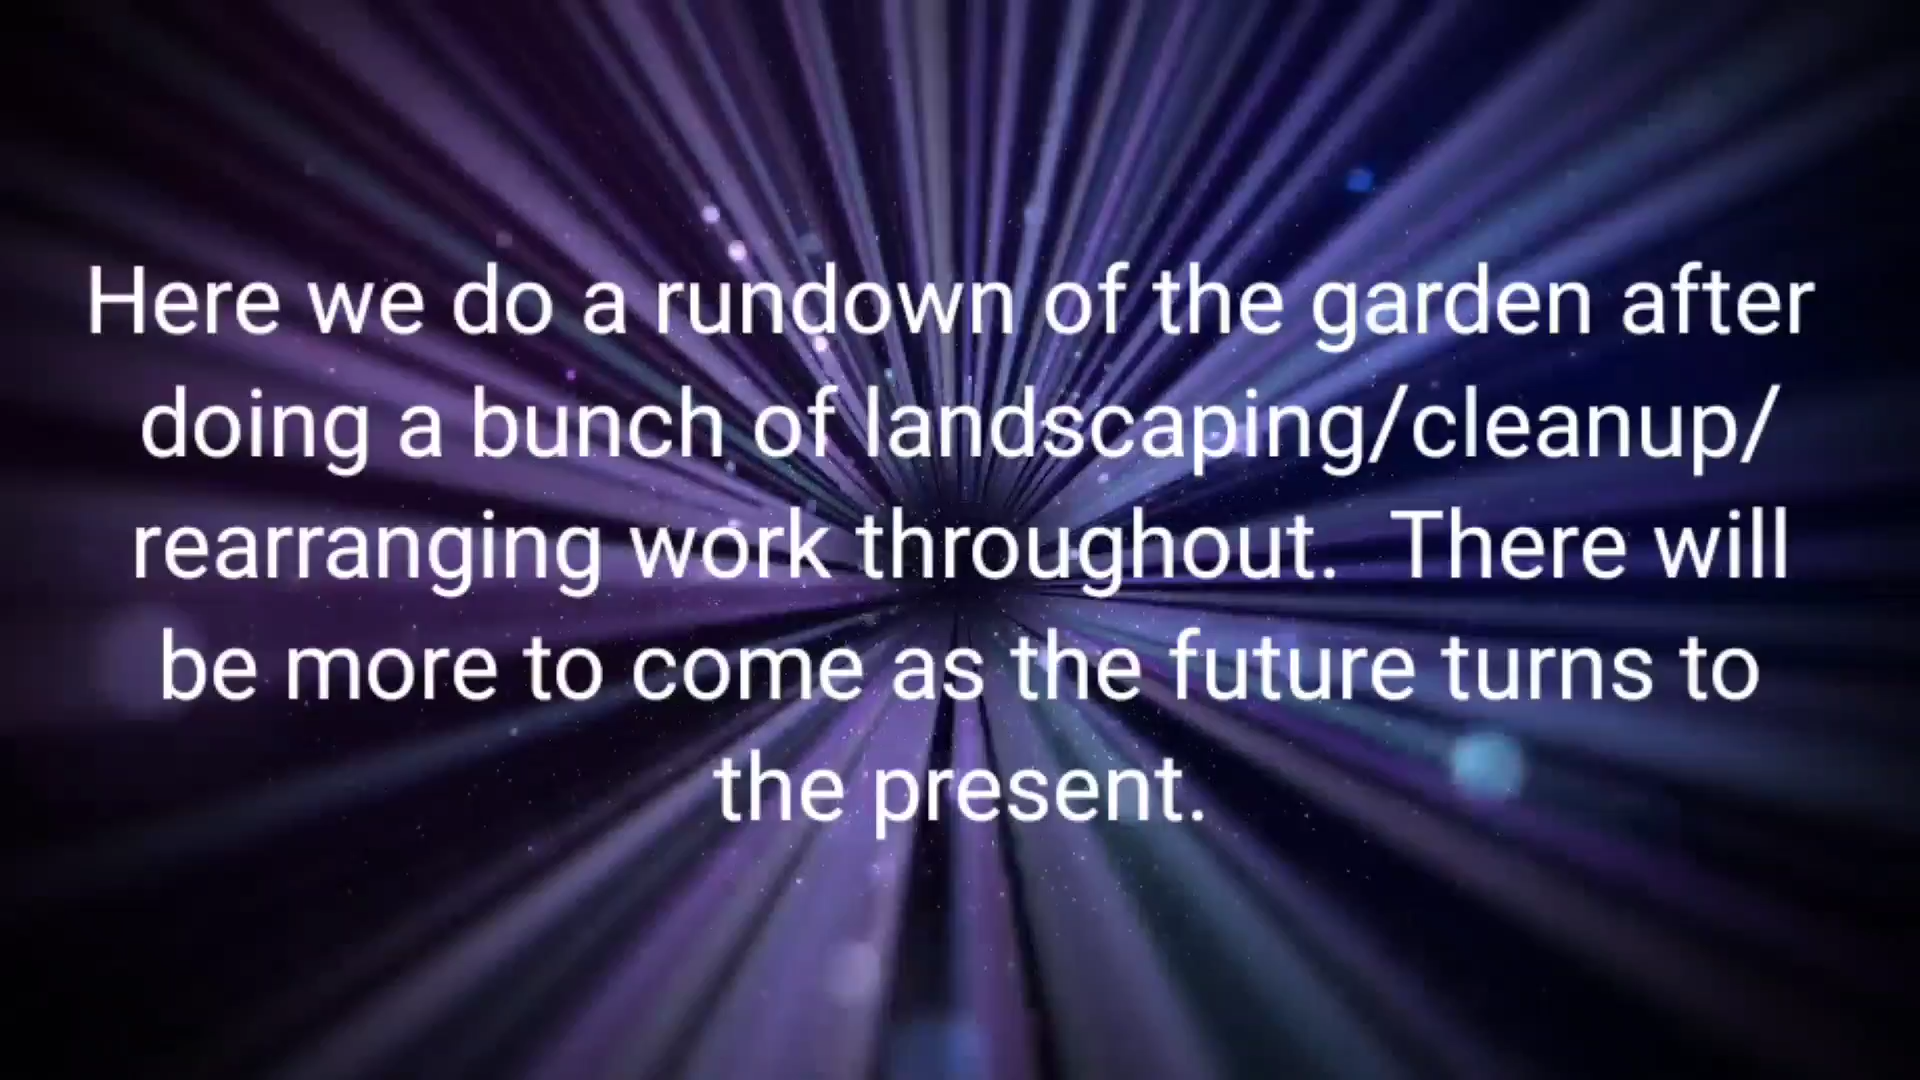 Here we do a rundown of the garden after
doing a bunch of landscaping/cleanup/
rearranging work throughout.  There will
be more to come as the future turns to
the present.